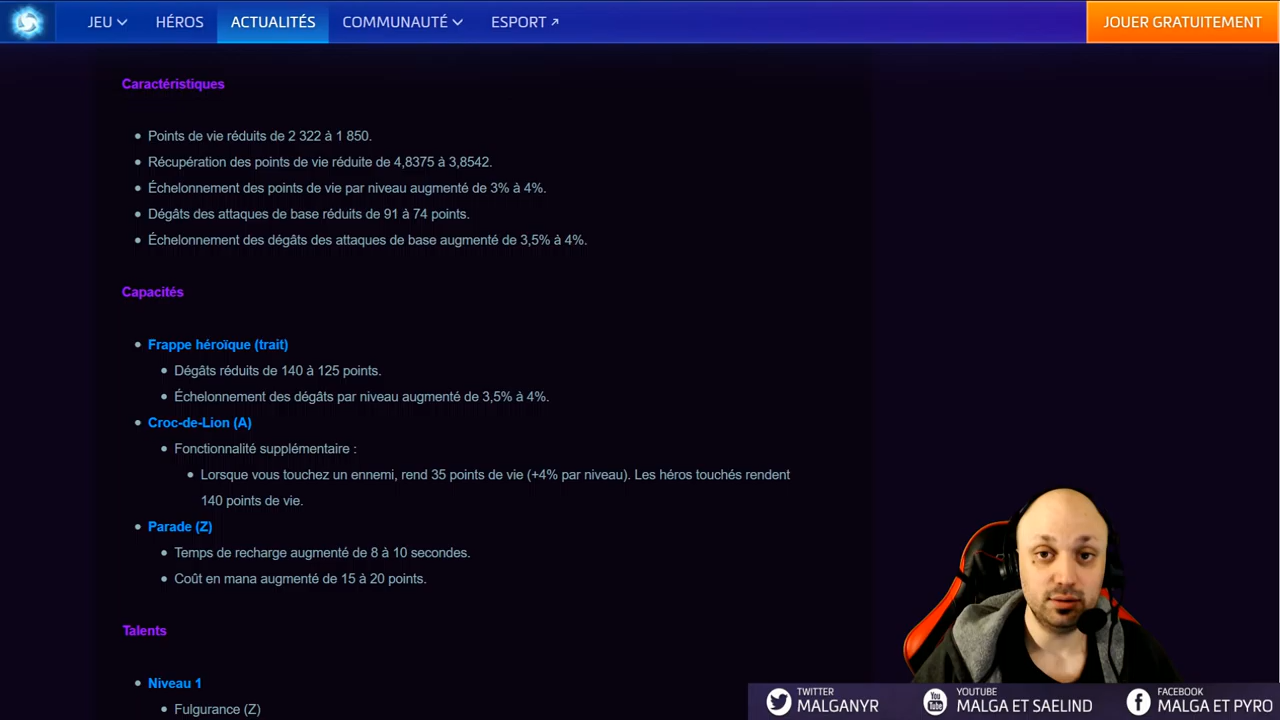 JEU HÉROS ACTUALITÉS COMMUNAUTÉ ESPORT JOUER GRATUITEMENT
Caractéristiques
Points de vie réduits de 2 322 à 1 850.
Récupération des points de vie réduite de 4,8375 à 3,8542.
Échelonnement des points de vie par niveau augmenté de 3% à 4%.
Dégâts des attaques de base réduits de 91 à 74 points.
Échelonnement des dégâts des attaques de base augmenté de 3,5% à 4%.
Capacités
Frappe héroïque (trait)
Dégâts réduits de 140 à 125 points.
Échelonnement des dégâts par niveau augmenté de 3,5% à 4%.
Croc-de-Lion (A)
Fonctionnalité supplémentaire :
Lorsque vous touchez un ennemi, rend 35 points de vie (+4% par niveau). Les héros touchés rendent
140 points de vie.
Parade (Z)
Temps de recharge augmenté de 8 à 10 secondes.
Coût en mana augmenté de 15 à 20 points.
Talents
Niveau 1
Fulgurance (Z)
TWITTER
MALGANYR
You Tube
YOUTUBE
MALGA ET SAELIND
FACEBOOK
MALGA ET PYRO